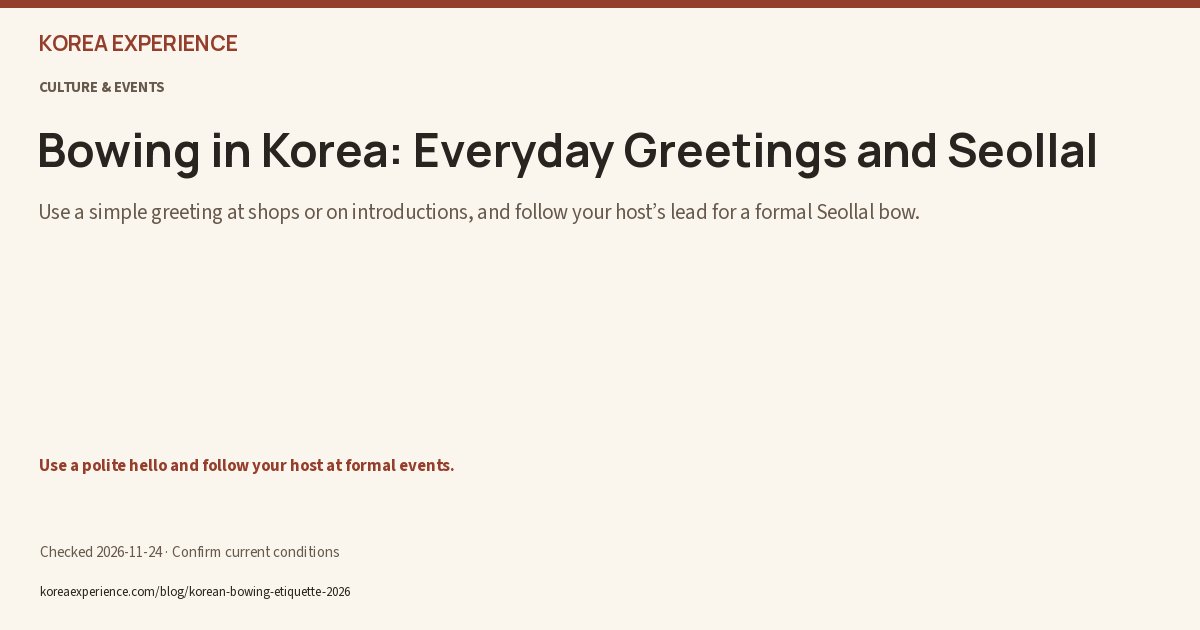 KOREA EXPERIENCE
CULTURE & EVENTS
Bowing in Korea: Everyday Greetings and Seollal
Use a simple greeting at shops or on introductions, and follow your host’s lead for a formal Seollal bow.
Use a polite hello and follow your host at formal events.
Checked 2026-11-24 · Confirm current conditions
koreaexperience.com/blog/korean-bowing-etiquette-2026